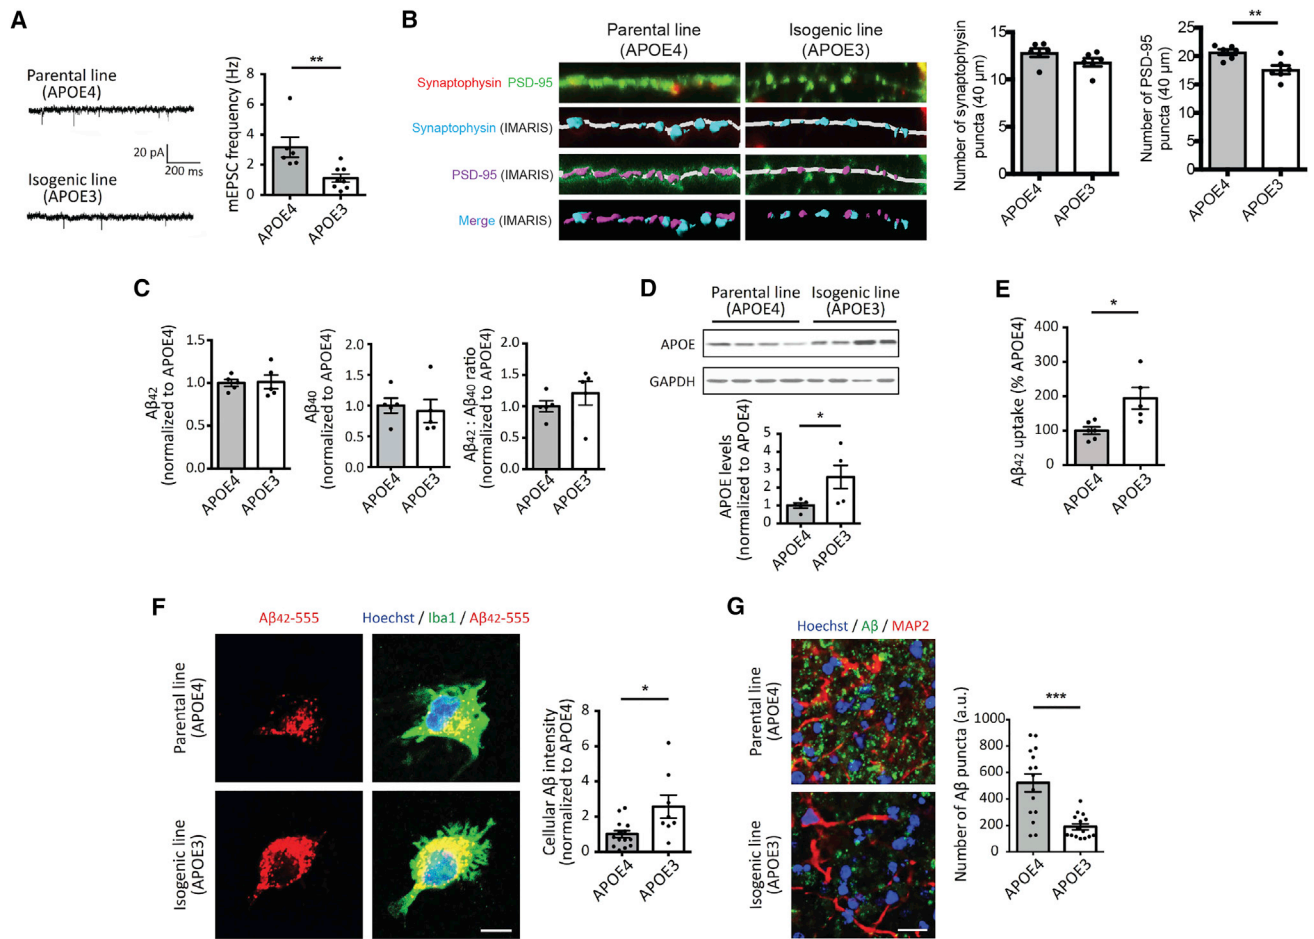 A
Parental line
(APOE4)
20 pA
200 ms
Isogenic line
(APOE3)
mEPSC frequency (Hz)
8
6
4
2
0
**
APOE4
APOE3
B
Parental line
(APOE4)
Isogenic line
(APOE3)
Synaptophysin PSD-95
Synaptophysin (IMARIS)
PSD-95 (IMARIS)
Merge (IMARIS)
Number of synaptophysin
puncta (40 µm)
15
10
5
0
APOE4
APOE3
Number of PSD-95
puncta (40 µm)
25
20
15
10
5
0
**
APOE4
APOE3
C
Aβ42
(normalized to APOE4)
1.5
1.0
0.5
0
APOE4
APOE3
Aβ40
(normalized to APOE4)
2.0
1.5
1.0
0.5
0
APOE4
APOE3
Aβ42 : Aβ40 ratio
(normalized to APOE4)
2.0
1.5
1.0
0.5
0
APOE4
APOE3
D
Parental line
(APOE4)
Isogenic line
(APOE3)
APOE
GAPDH
APOE levels
(normalized to APOE4)
5
4
3
2
1
0
*
APOE4
APOE3
E
Aβ42 uptake (% APOE4)
400
300
200
100
0
*
APOE4
APOE3
F
Aβ42-555
Hoechst / Iba1 / Aβ42-555
Parental line
(APOE4)
Isogenic line
(APOE3)
Cellular Aβ intensity
(normalized to APOE4)
8
6
4
2
0
*
APOE4
APOE3
G
Hoechst / Aβ / MAP2
Parental line
(APOE4)
Isogenic line
(APOE3)
Number of Aβ puncta (a.u.)
1000
800
600
400
200
0
***
APOE4
APOE3